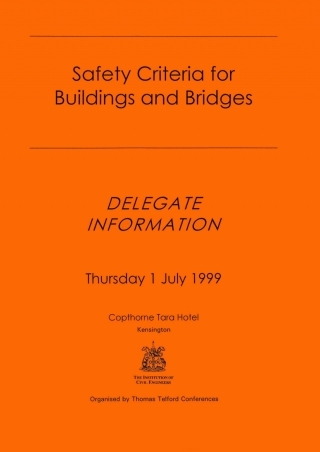 Safety Criteria for
Buildings and Bridges
DELEGATE
INFORMATION
Thursday 1 July 1999
Copthorne Tara Hotel
Kensington
THE INSTITUTION OF
CIVIL ENGINEERS
Organised by Thomas Telford Conferences